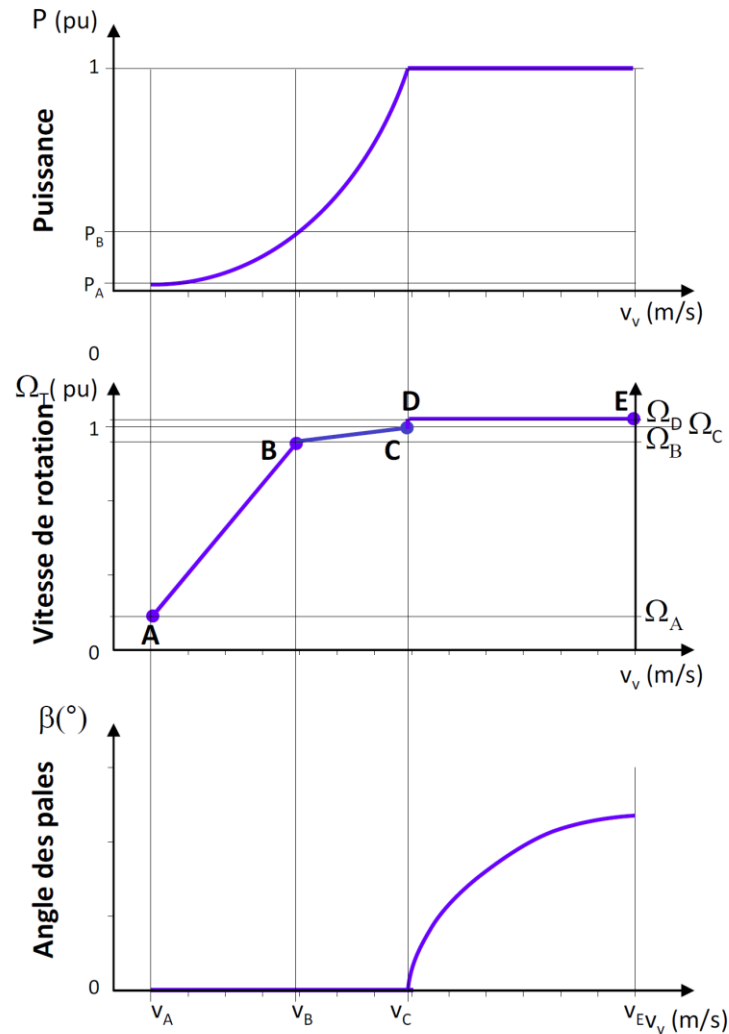 P (pu)
1
Puissance
P_B
P_A
v_v (m/s)
0
Ω_T( pu)
D
E
Ω_D Ω_C
1
Ω_B
B
C
Vitesse de rotation
A
Ω_A
0
v_v (m/s)
β(°)
Angle des pales
0
v_A v_B v_C v_E v_v (m/s)